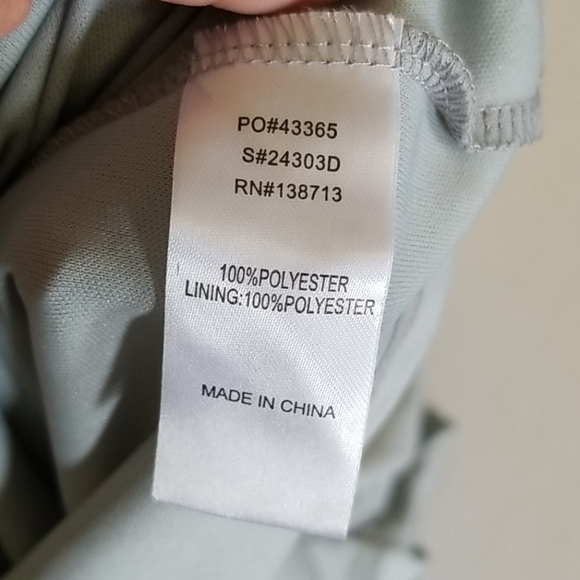 PO#43365
S#24303D
RN#138713
100%POLYESTER
LINING:100%POLYESTER
MADE IN CHINA